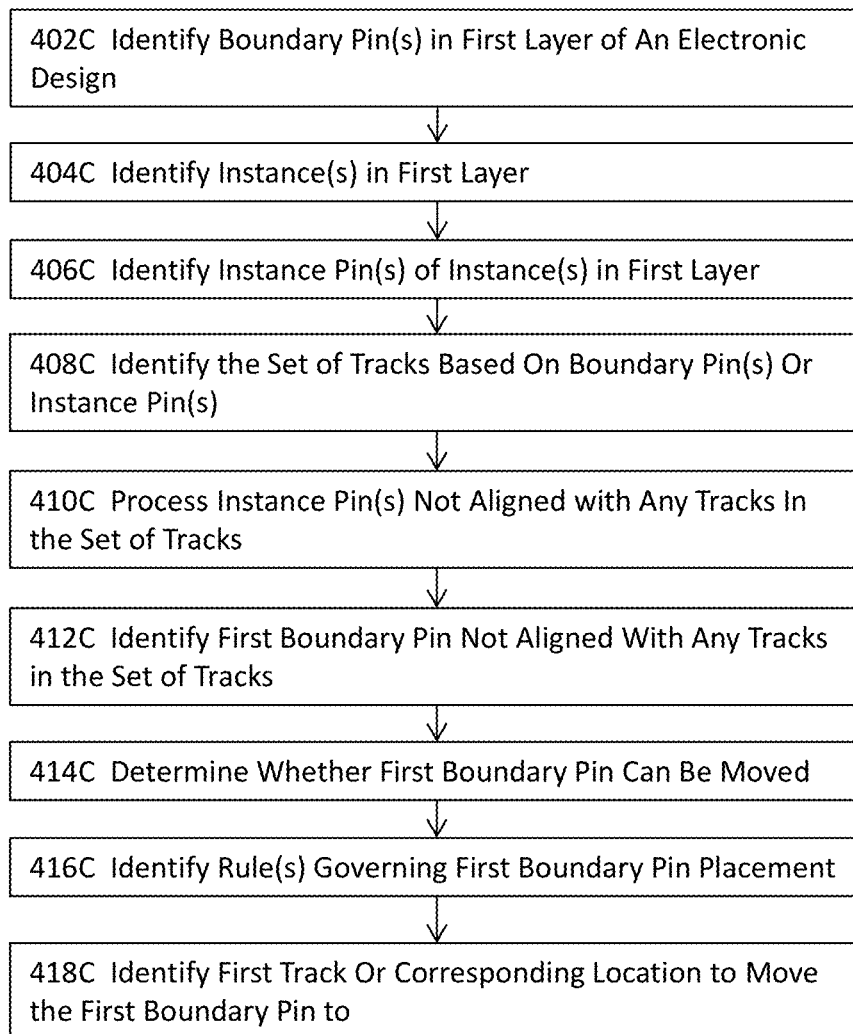 402C Identify Boundary Pin(s) in First Layer of An Electronic
Design
404C Identify Instance(s) in First Layer
406C Identify Instance Pin(s) of Instance(s) in First Layer
408C Identify the Set of Tracks Based On Boundary Pin(s) Or
Instance Pin(s)
410C Process Instance Pin(s) Not Aligned with Any Tracks In
the Set of Tracks
412C Identify First Boundary Pin Not Aligned With Any Tracks
in the Set of Tracks
414C Determine Whether First Boundary Pin Can Be Moved
416C Identify Rule(s) Governing First Boundary Pin Placement
418C Identify First Track Or Corresponding Location to Move
the First Boundary Pin to